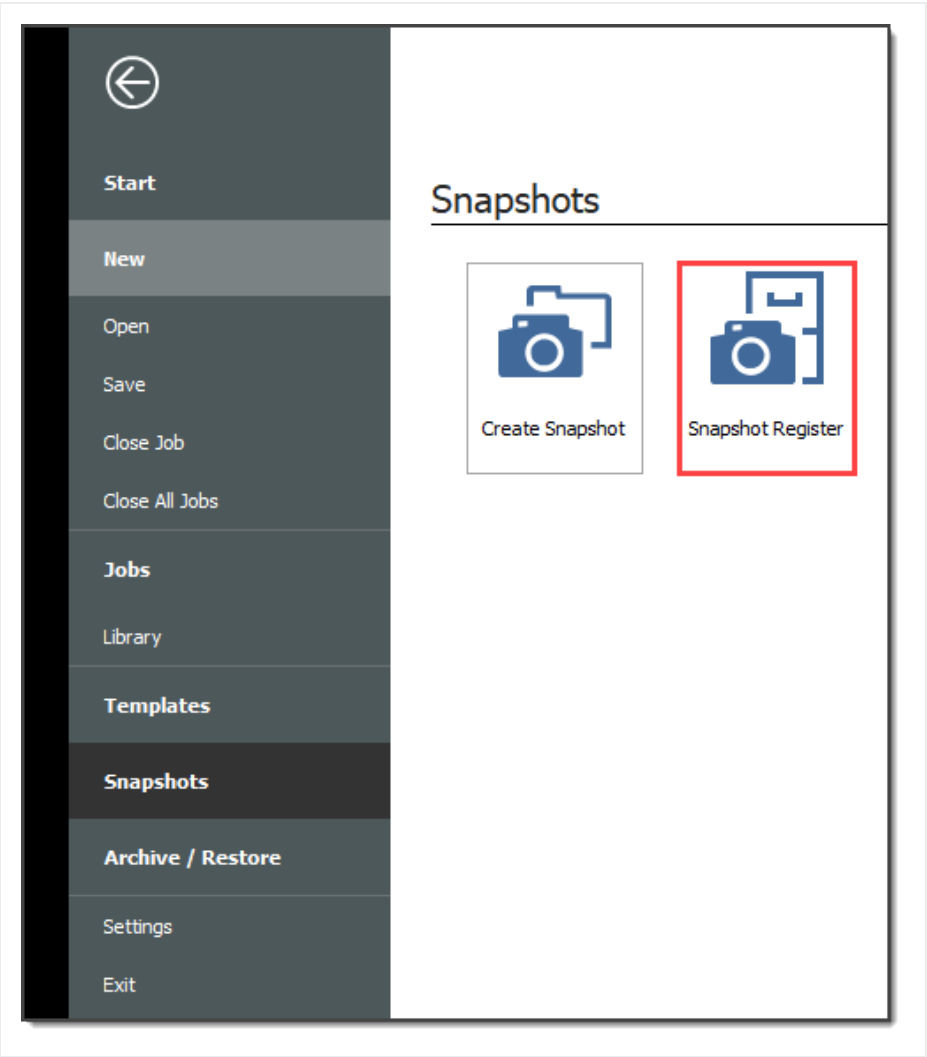 Start
New
Open
Save
Close Job
Close All Jobs
Jobs
Library
Templates
Snapshots
Archive / Restore
Settings
Exit
Snapshots
Create Snapshot
Snapshot Register